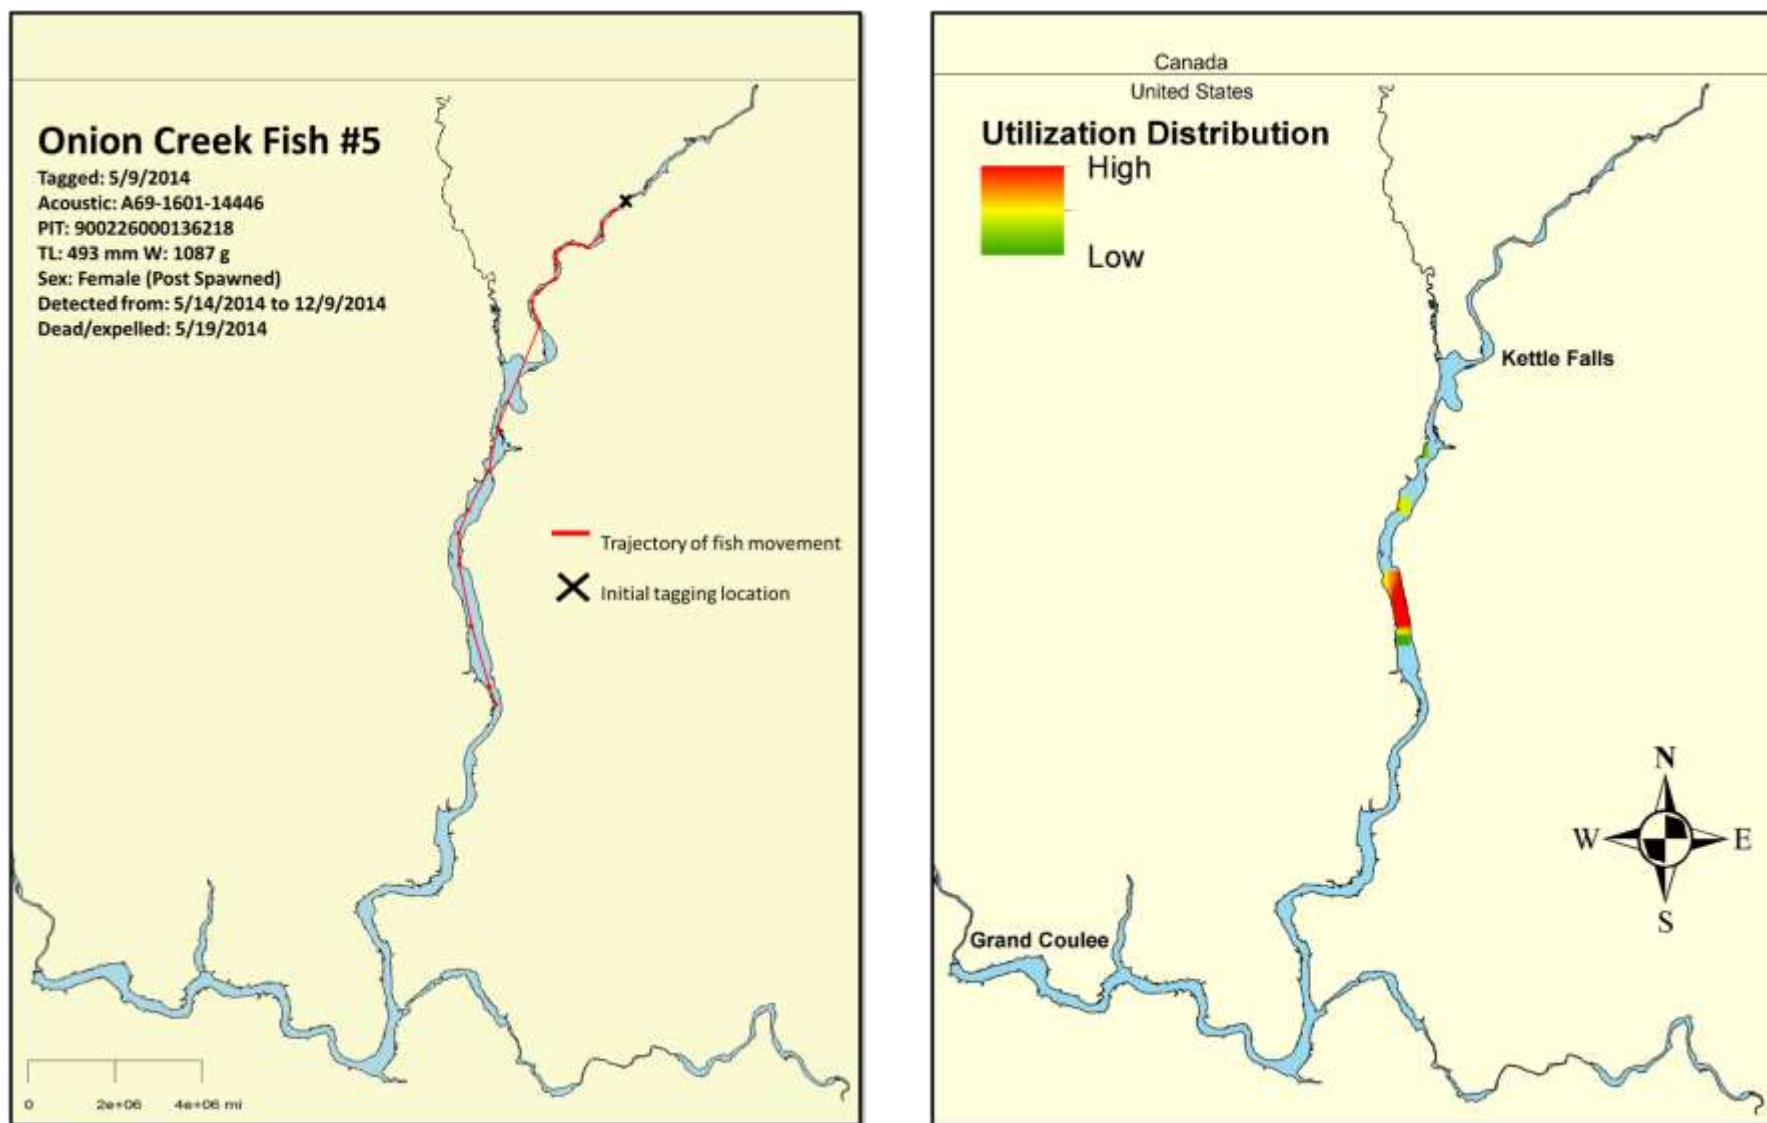 Onion Creek Fish #5
Tagged: 5/9/2014
Acoustic: A69-1601-14446
PIT: 900226000136218
TL: 493 mm W: 1087 g
Sex: Female (Post Spawned)
Detected from: 5/14/2014 to 12/9/2014
Dead/expelled: 5/19/2014
Trajectory of fish movement
Initial tagging location
0 2e+06 4e+06 mi
Canada
United States
Utilization Distribution
High
Low
Kettle Falls
Grand Coulee
N
W E
S